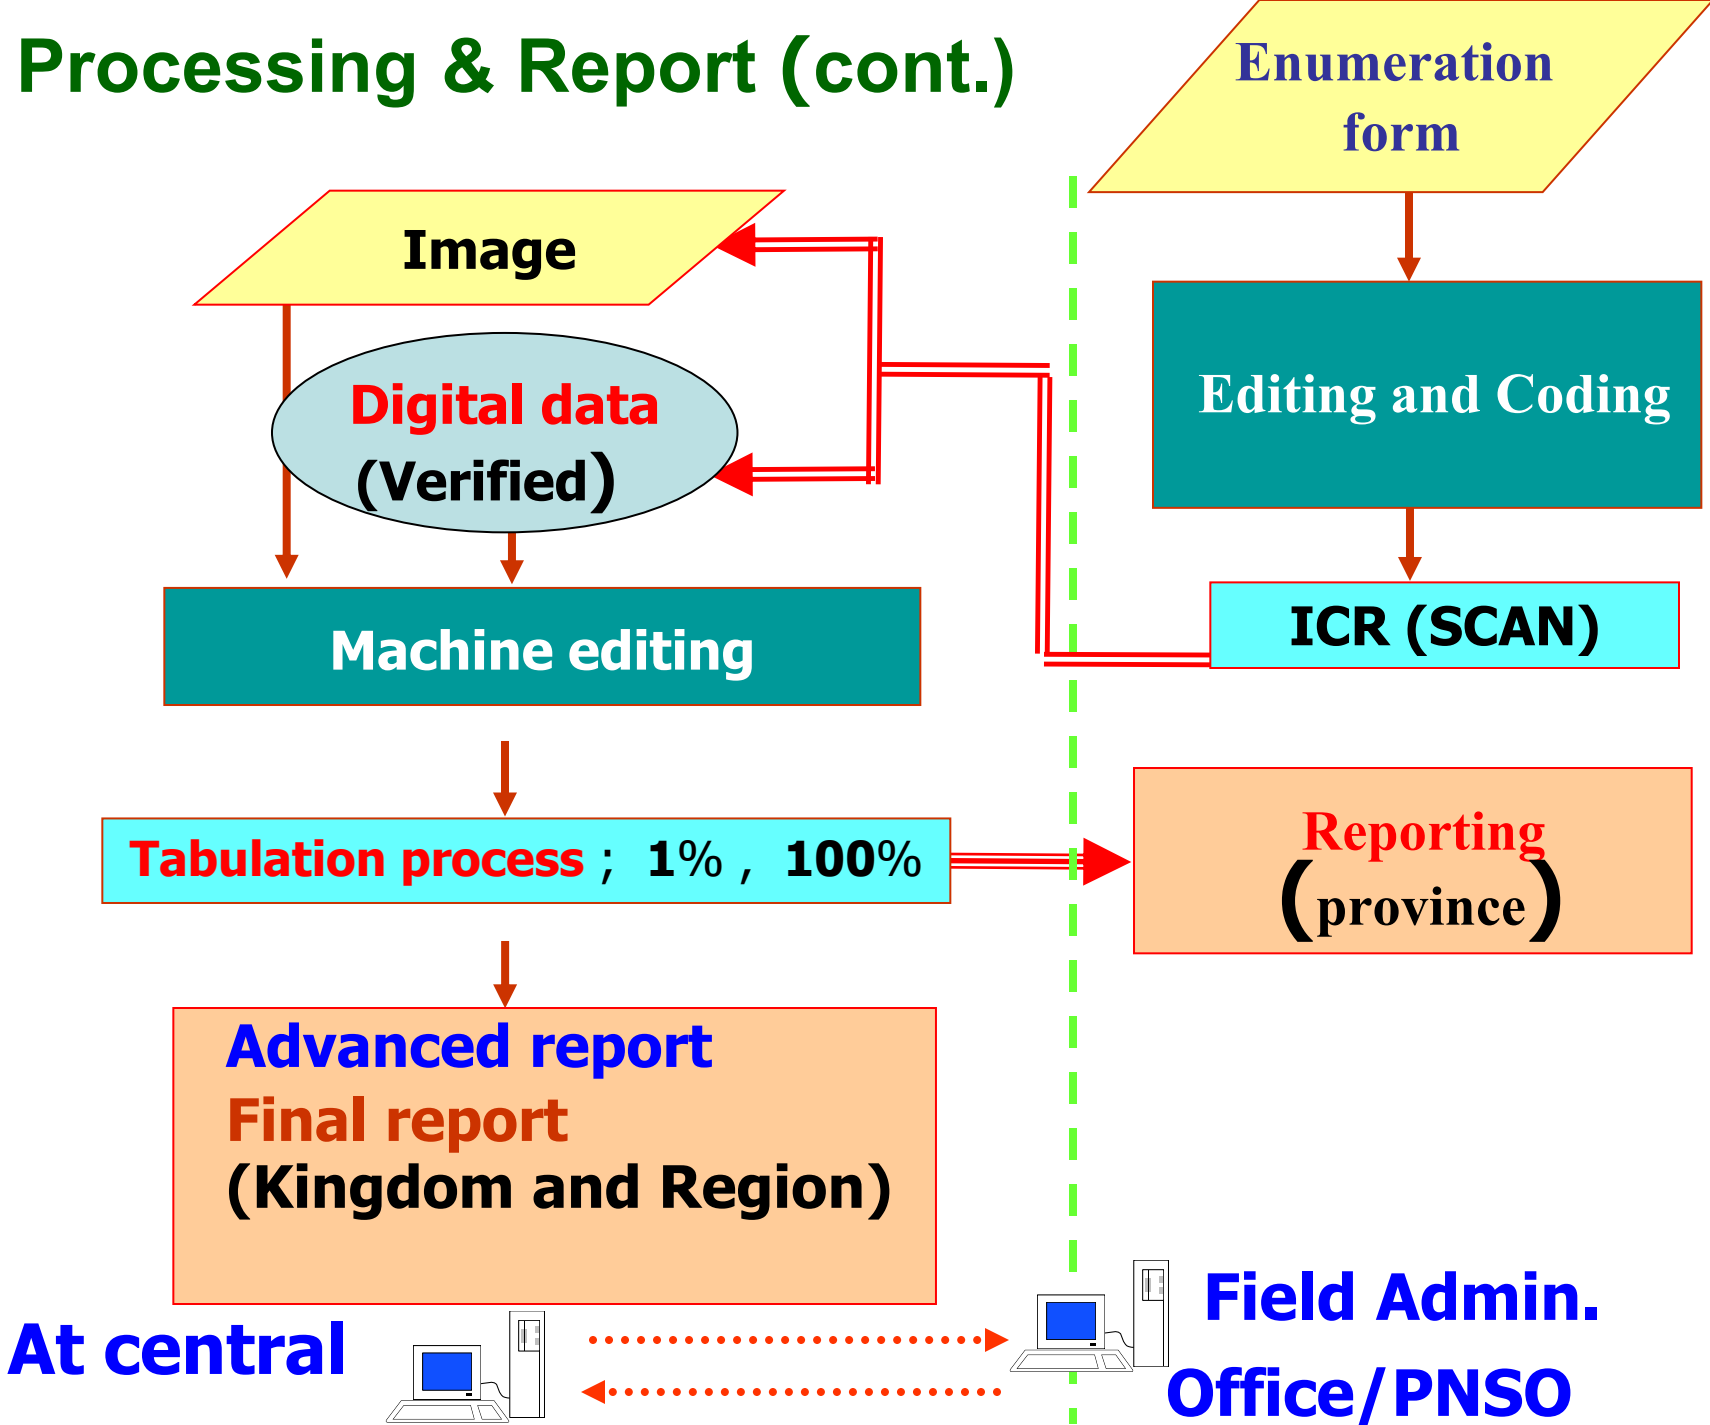 Processing & Report (cont.)
Enumeration
form
Image
Digital data
(Verified)
Editing and Coding
ICR (SCAN)
Machine editing
Tabulation process ; 1% , 100%
Reporting
(province)
Advanced report
Final report
(Kingdom and Region)
At central
Field Admin.
Office/PNSO